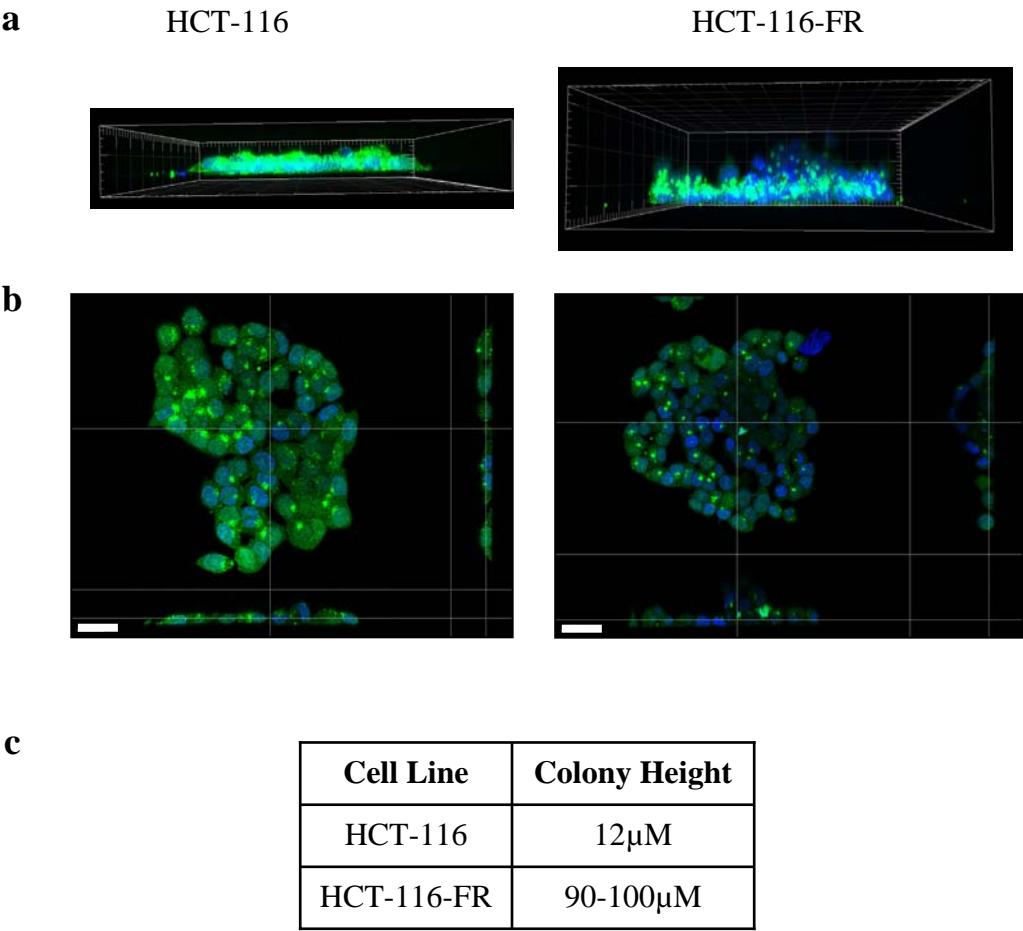 a HCT-116 HCT-116-FR
b
c
Cell Line Colony Height
HCT-116 12µM
HCT-116-FR 90-100µM